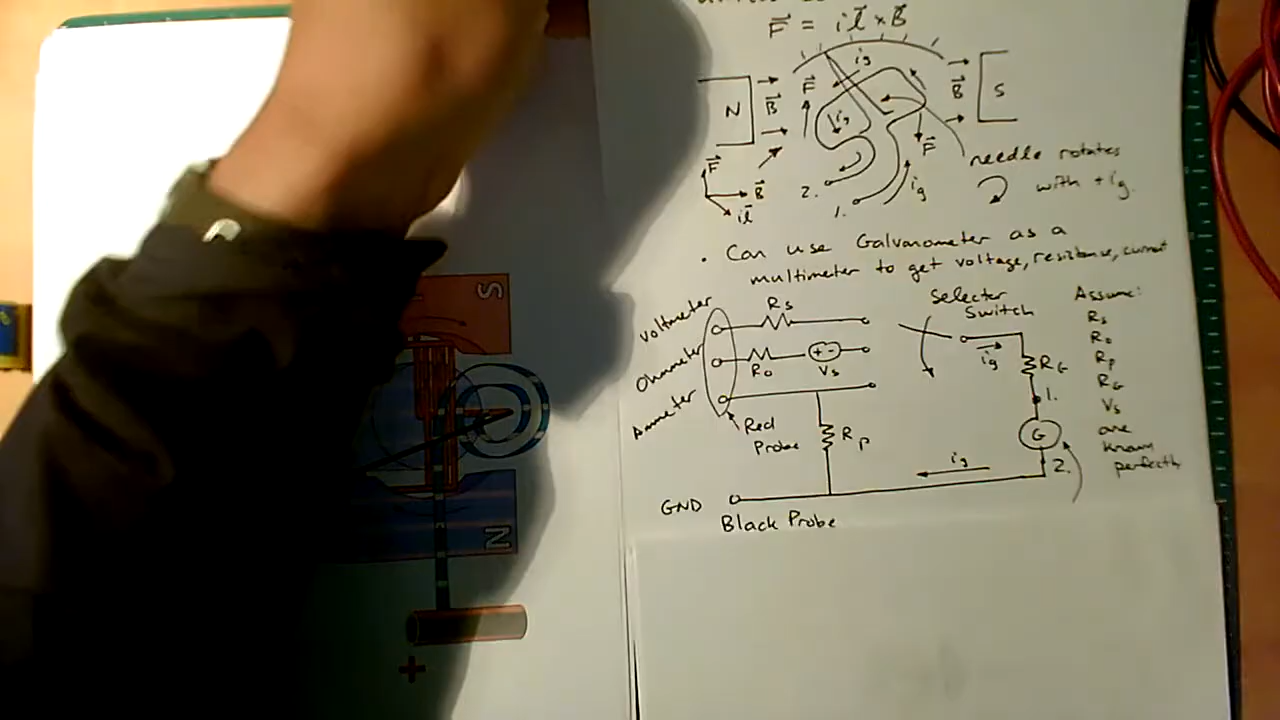 F = il × B
ig
N
B
F
B
S
ig
F
needle rotates
with + ig.
F
B
il
2.
1.
ig
. Can use Galvanometer as a
multimeter to get voltage, resistance, current
Voltmeter
Rs
Selector
Switch
Assume:
Rs
Ro
Rp
RG
Vs
are
known
perfectly
Ohmmeter
Ro
+ -
Vs
ig
RG
1.
Ammeter
Red
Probe
Rp
G
2.
ig
GND
Black Probe
S
N
+